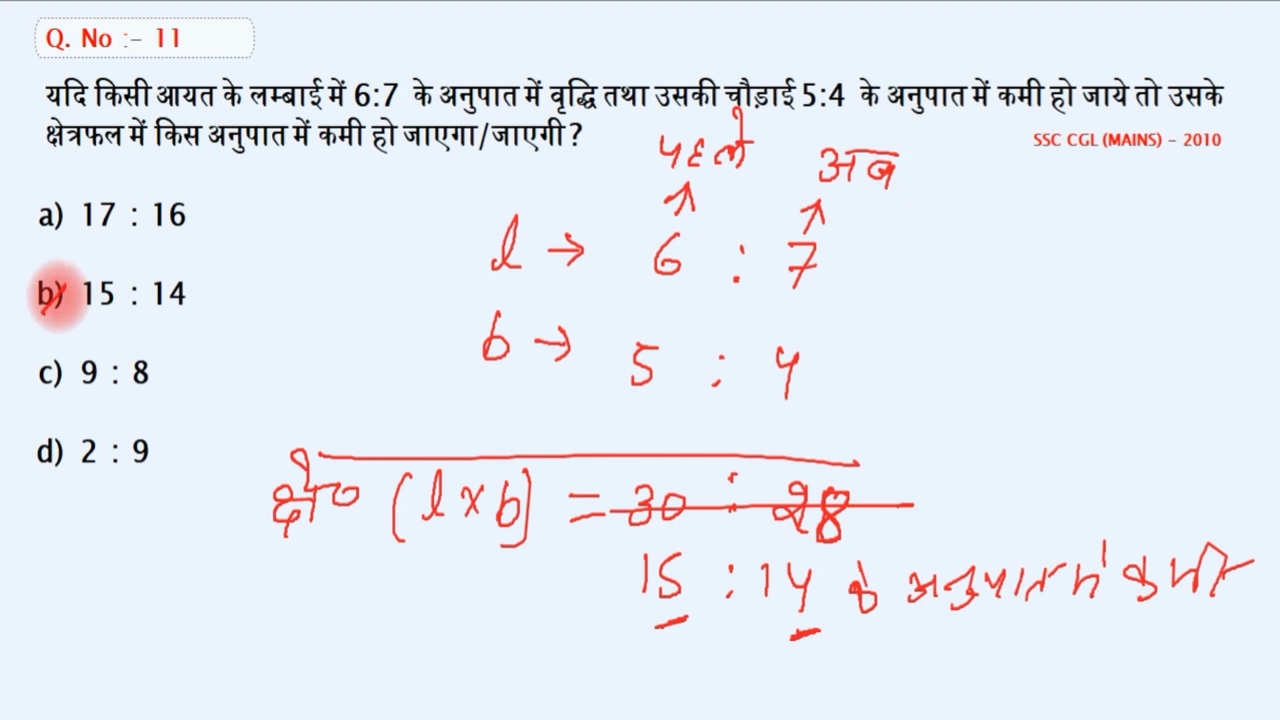 Q. No :- 11
यदि किसी आयत के लम्बाई में 6:7 के अनुपात में वृद्धि तथा उसकी चौड़ाई 5:4 के अनुपात में कमी हो जाये तो उसके
क्षेत्रफल में किस अनुपात में कमी हो जाएगा/जाएगी?
SSC CGL (MAINS) - 2010
पहले अब
a) 17 : 16
l → 6 : 7
b) 15 : 14
b → 5 : 4
c) 9 : 8
d) 2 : 9
क्षे० (l×b) = 30 : 28
15 : 14 के अनुपात में कमी